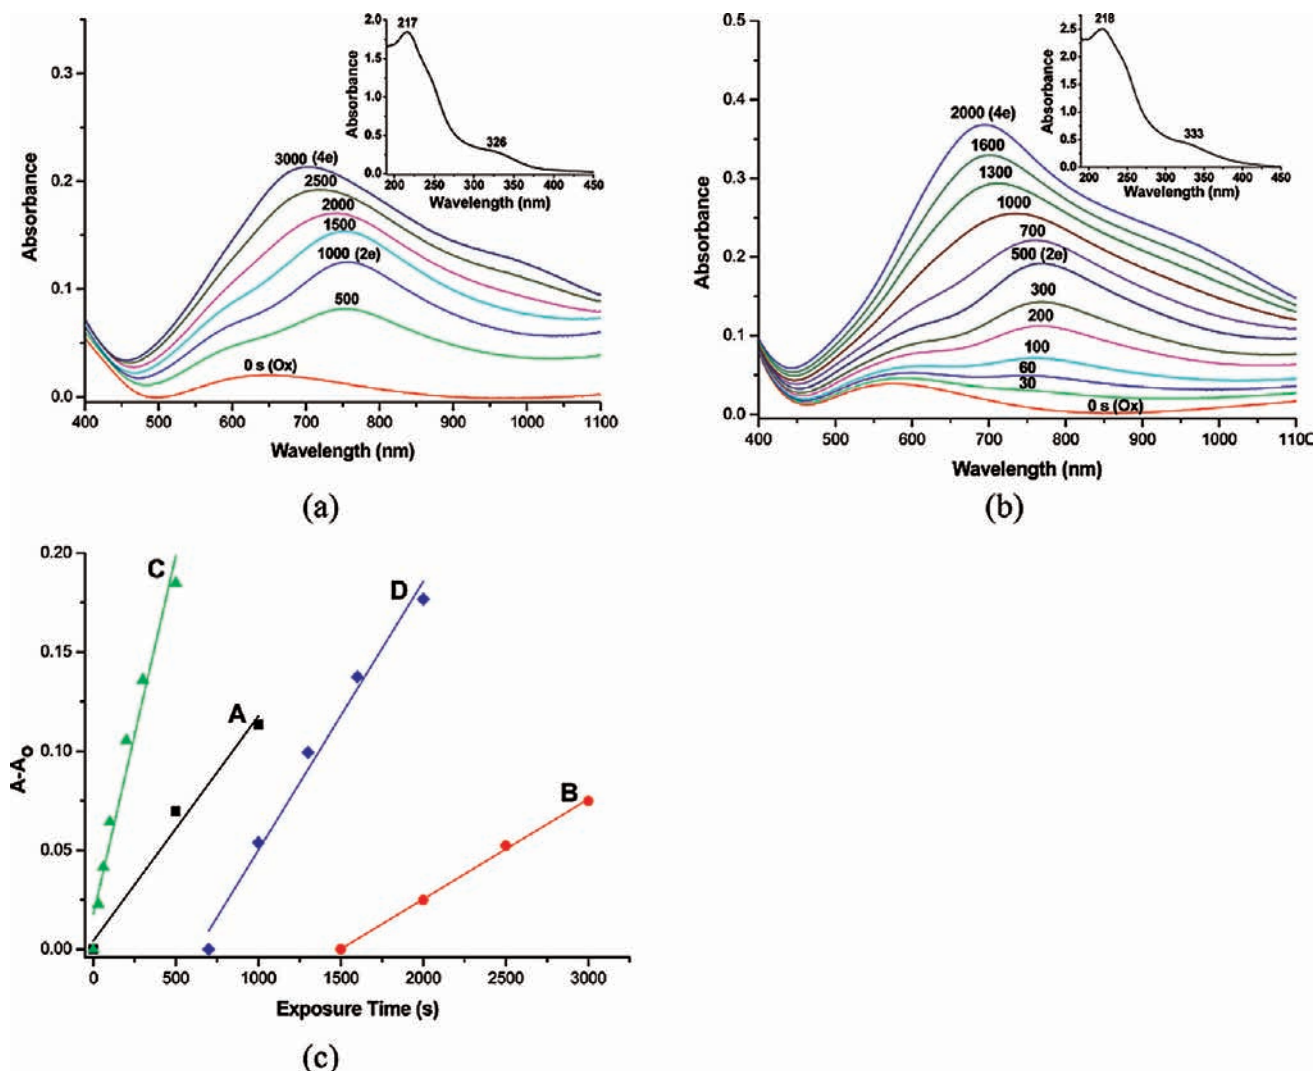 0.3
0.2
0.1
0.0
Absorbance
3000 (4e)
2500
2000
1500
1000 (2e)
500
0 s (Ox)
400 500 600 700 800 900 1000 1100
Wavelength (nm)
2.0
1.5
1.0
0.5
0.0
Absorbance
217
326
200 250 300 350 400 450
Wavelength (nm)
(a)
0.5
0.4
0.3
0.2
0.1
0.0
Absorbance
2000 (4e)
1600
1300
1000
700
500 (2e)
300
200
100
60
30
0 s (Ox)
400 500 600 700 800 900 1000 110C
Wavelength (nm)
2.5
2.0
1.5
1.0
0.5
0.0
Absorbance
218
333
200 250 300 350 400 450
Wavelength (nm)
(b)
0.20
0.15
0.10
0.05
0.00
A-Ao
C
D
A
B
0 500 1000 1500 2000 2500 3000
Exposure Time (s)
(c)